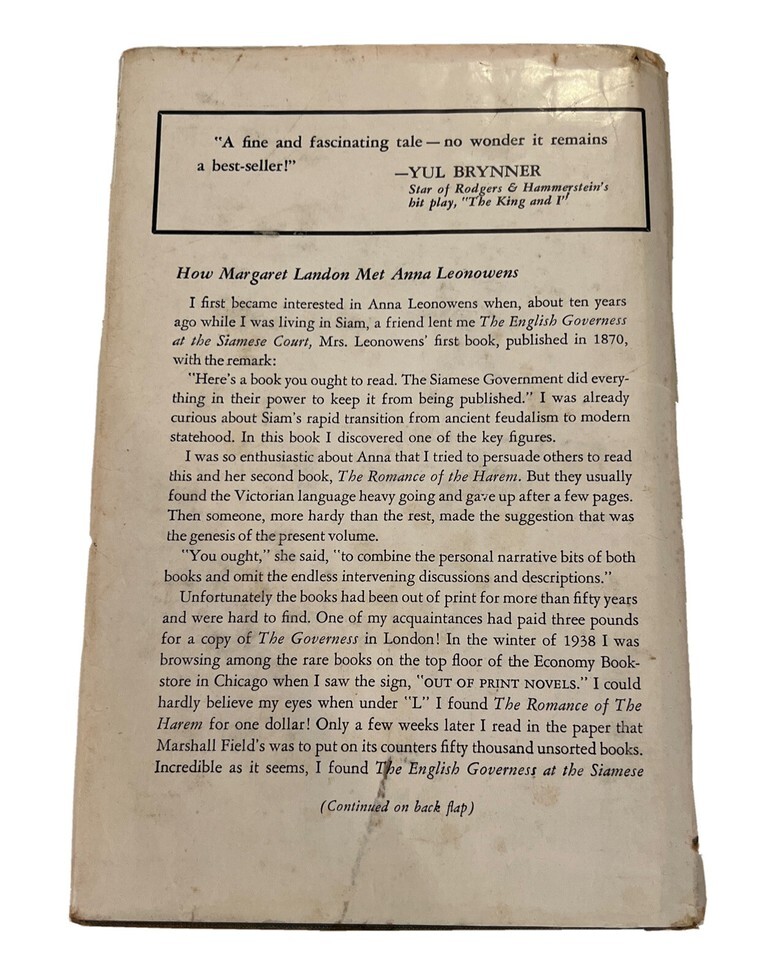 "A fine and fascinating tale — no wonder it remains
a best-seller!"
—YUL BRYNNER
Star of Rodgers & Hammerstein's
hit play, "The King and I"
How Margaret Landon Met Anna Leonowens
I first became interested in Anna Leonowens when, about ten years
ago while I was living in Siam, a friend lent me The English Governess
at the Siamese Court, Mrs. Leonowens' first book, published in 1870,
with the remark:
"Here's a book you ought to read. The Siamese Government did every-
thing in their power to keep it from being published." I was already
curious about Siam's rapid transition from ancient feudalism to modern
statehood. In this book I discovered one of the key figures.
I was so enthusiastic about Anna that I tried to persuade others to read
this and her second book, The Romance of the Harem. But they usually
found the Victorian language heavy going and gave up after a few pages.
Then someone, more hardy than the rest, made the suggestion that was
the genesis of the present volume.
"You ought," she said, "to combine the personal narrative bits of both
books and omit the endless intervening discussions and descriptions."
Unfortunately the books had been out of print for more than fifty years
and were hard to find. One of my acquaintances had paid three pounds
for a copy of The Governess in London! In the winter of 1938 I was
browsing among the rare books on the top floor of the Economy Book-
store in Chicago when I saw the sign, "OUT OF PRINT NOVELS." I could
hardly believe my eyes when under "L" I found The Romance of The
Harem for one dollar! Only a few weeks later I read in the paper that
Marshall Field's was to put on its counters fifty thousand unsorted books.
Incredible as it seems, I found The English Governess at the Siamese
(Continued on back flap)